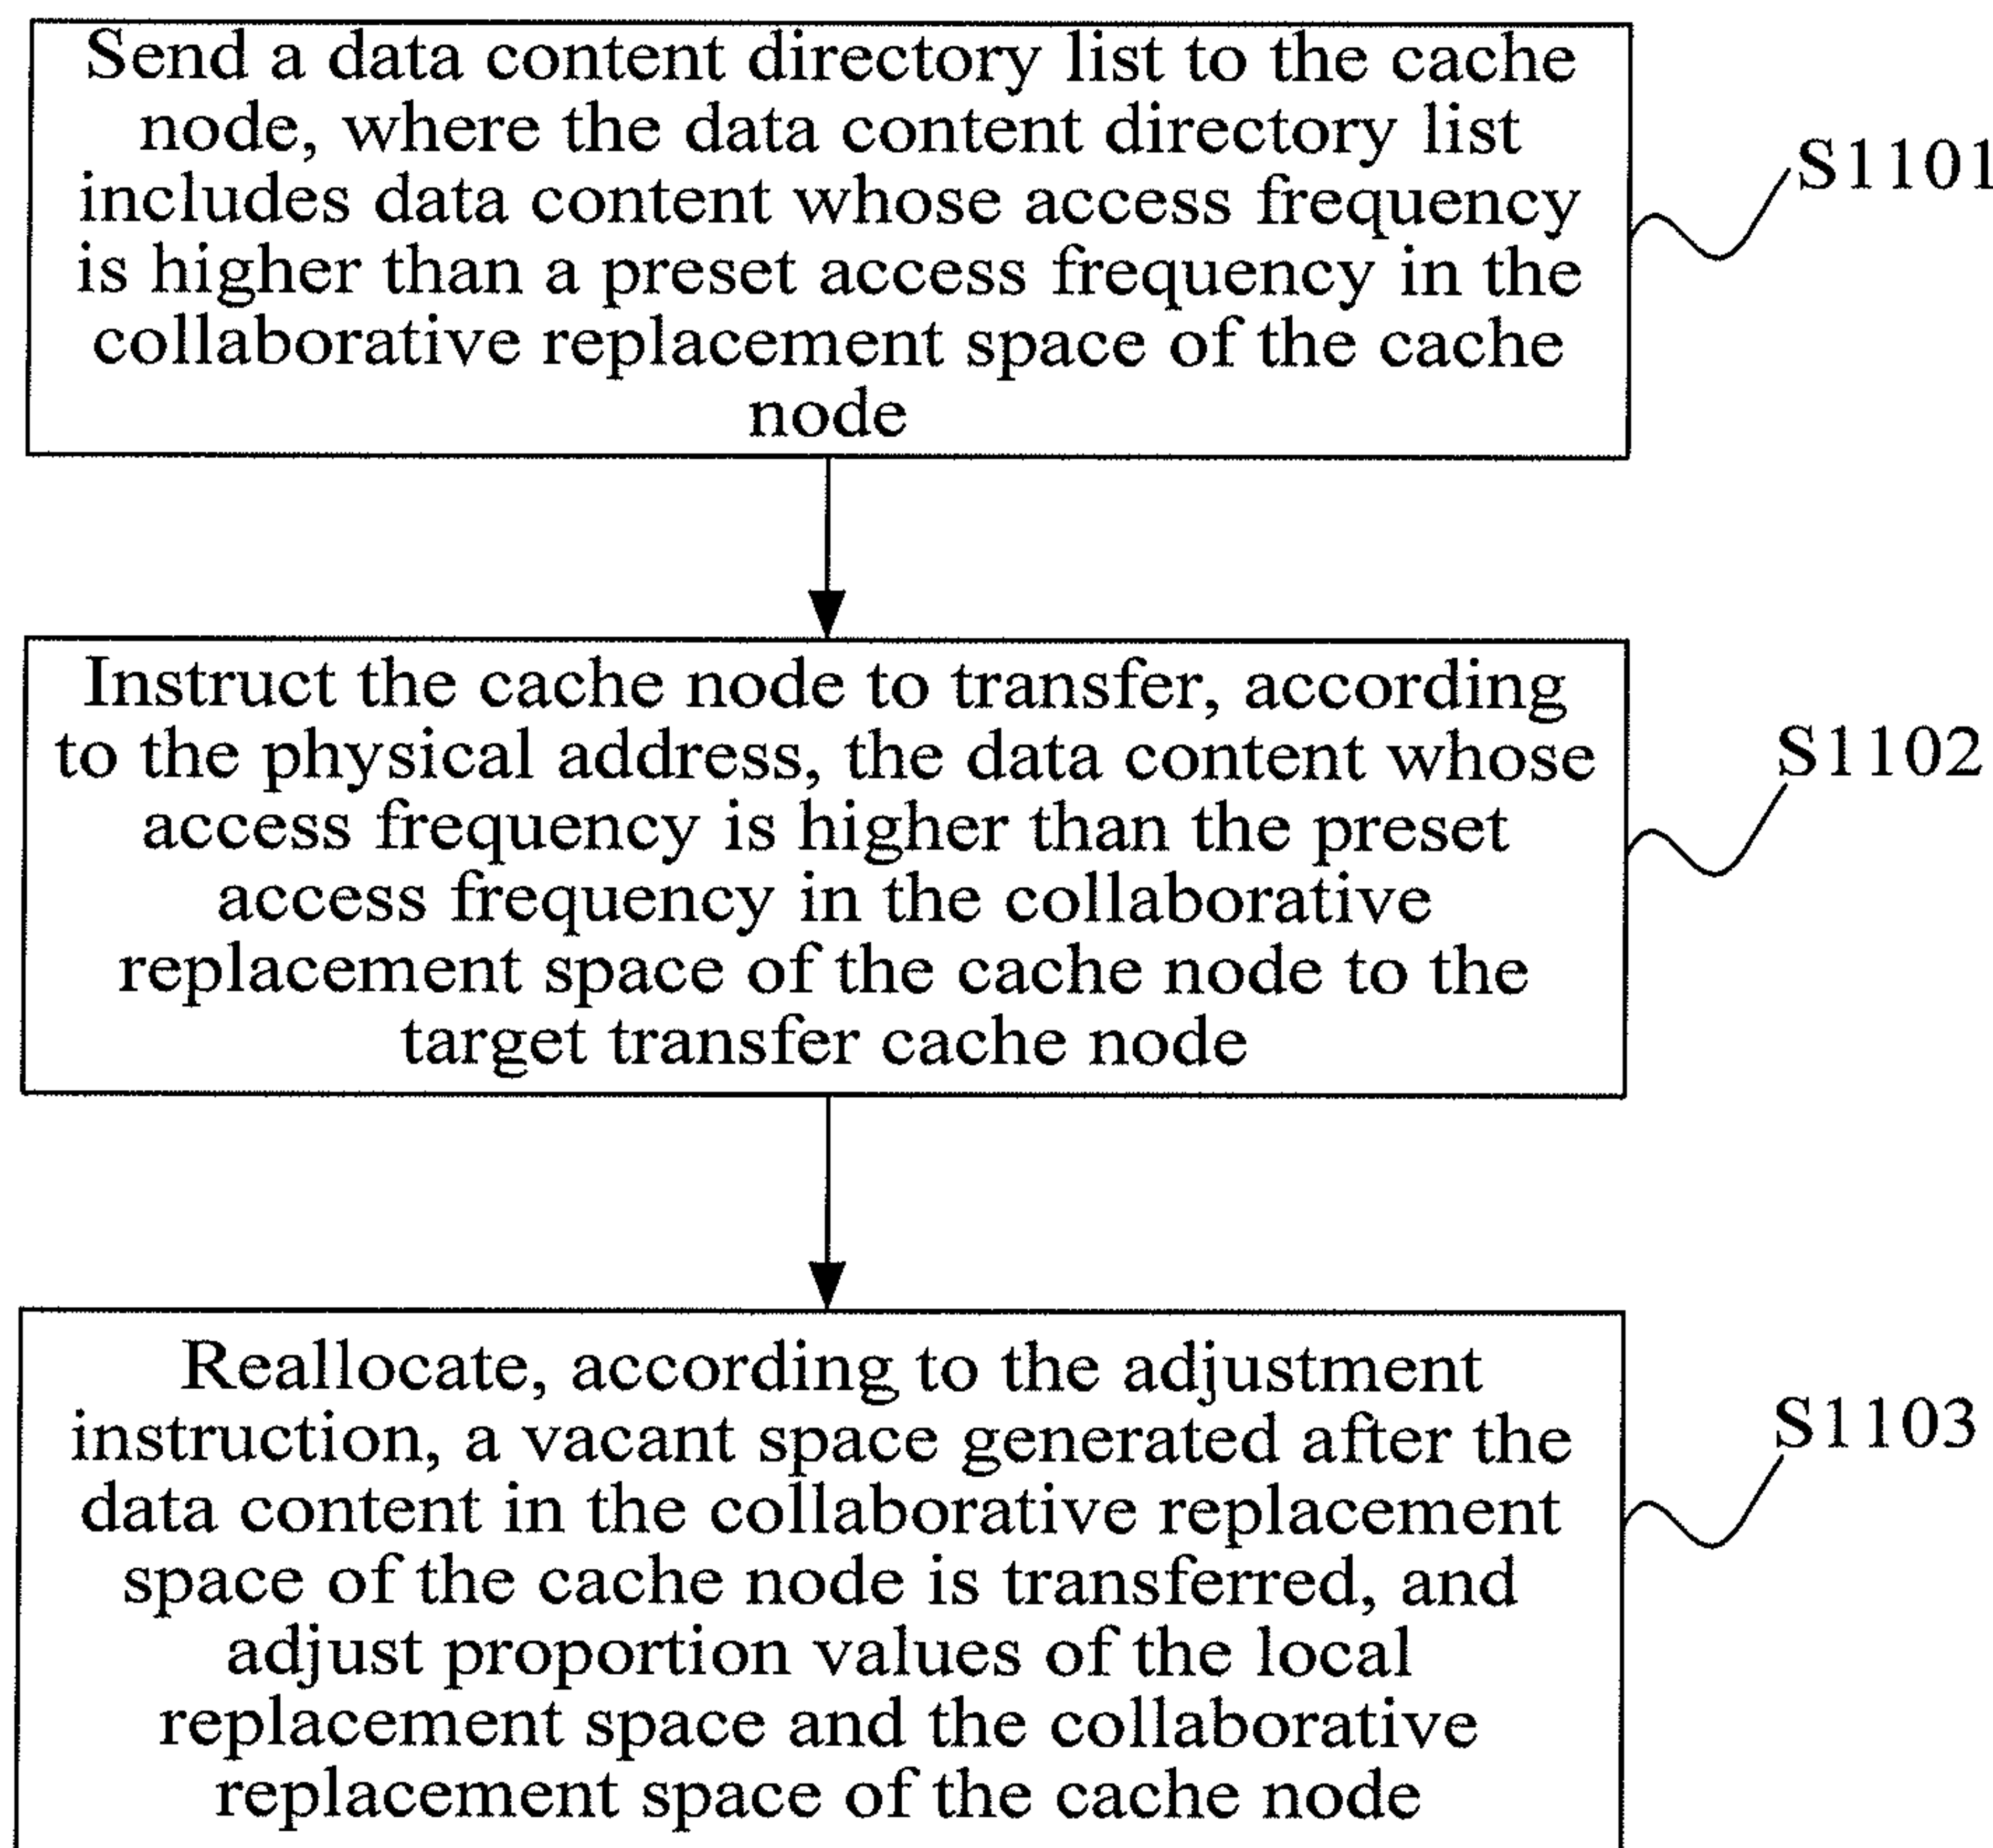 Send a data content directory list to the cache
node, where the data content directory list
includes data content whose access frequency
is higher than a preset access frequency in the
collaborative replacement space of the cache
node
S1101
Instruct the cache node to transfer, according
to the physical address, the data content whose
access frequency is higher than the preset
access frequency in the collaborative
replacement space of the cache node to the
target transfer cache node
S1102
Reallocate, according to the adjustment
instruction, a vacant space generated after the
data content in the collaborative replacement
space of the cache node is transferred, and
adjust proportion values of the local
replacement space and the collaborative
replacement space of the cache node
S1103